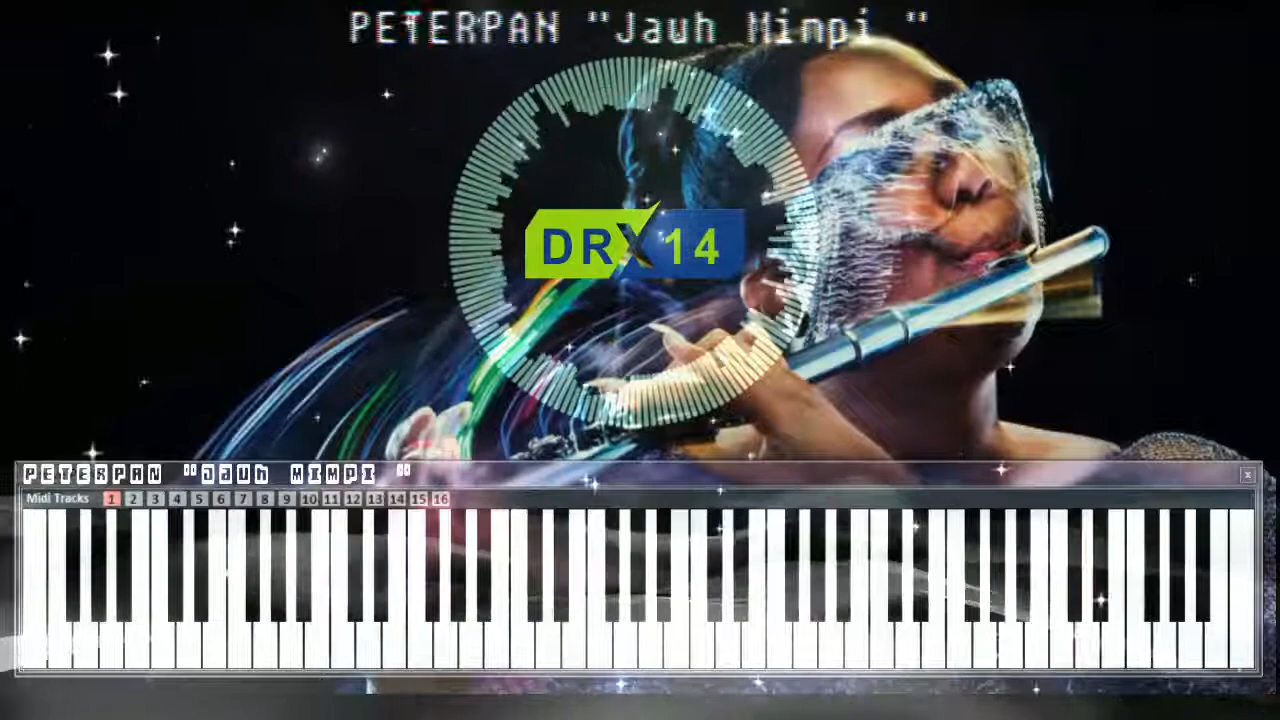 PETERPAN "Jauh Mimpi "
DRX 14
PETERPAN "Jauh Mimpi "
x
Midi Tracks 1 2 3 4 5 6 7 8 9 10 11 12 13 14 15 16